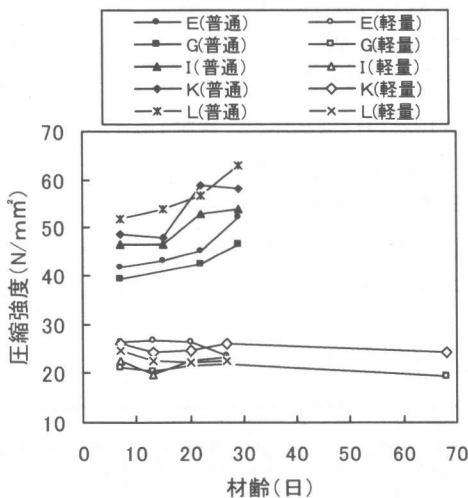 E(普通) E(軽量)
G(普通) G(軽量)
I(普通) I(軽量)
K(普通) K(軽量)
L(普通) L(軽量)
70
60
50
40
30
20
10
圧縮強度(N/mm²)
0 10 20 30 40 50 60 70
材齢(日)